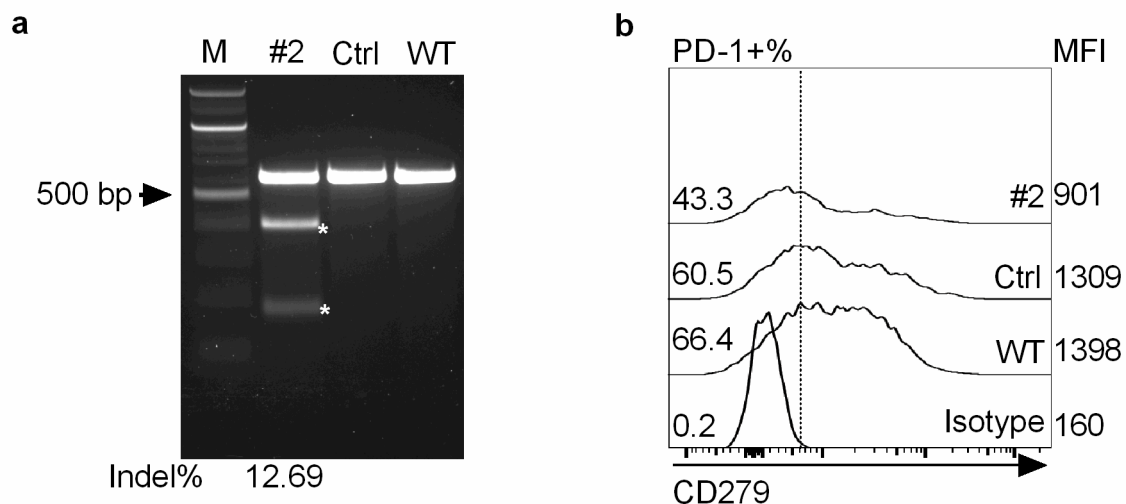 a
M #2 Ctrl WT
500 bp
*
*
Indel% 12.69
b
PD-1+% MFI
43.3 #2 901
60.5 Ctrl 1309
66.4 WT 1398
0.2 Isotype 160
CD279